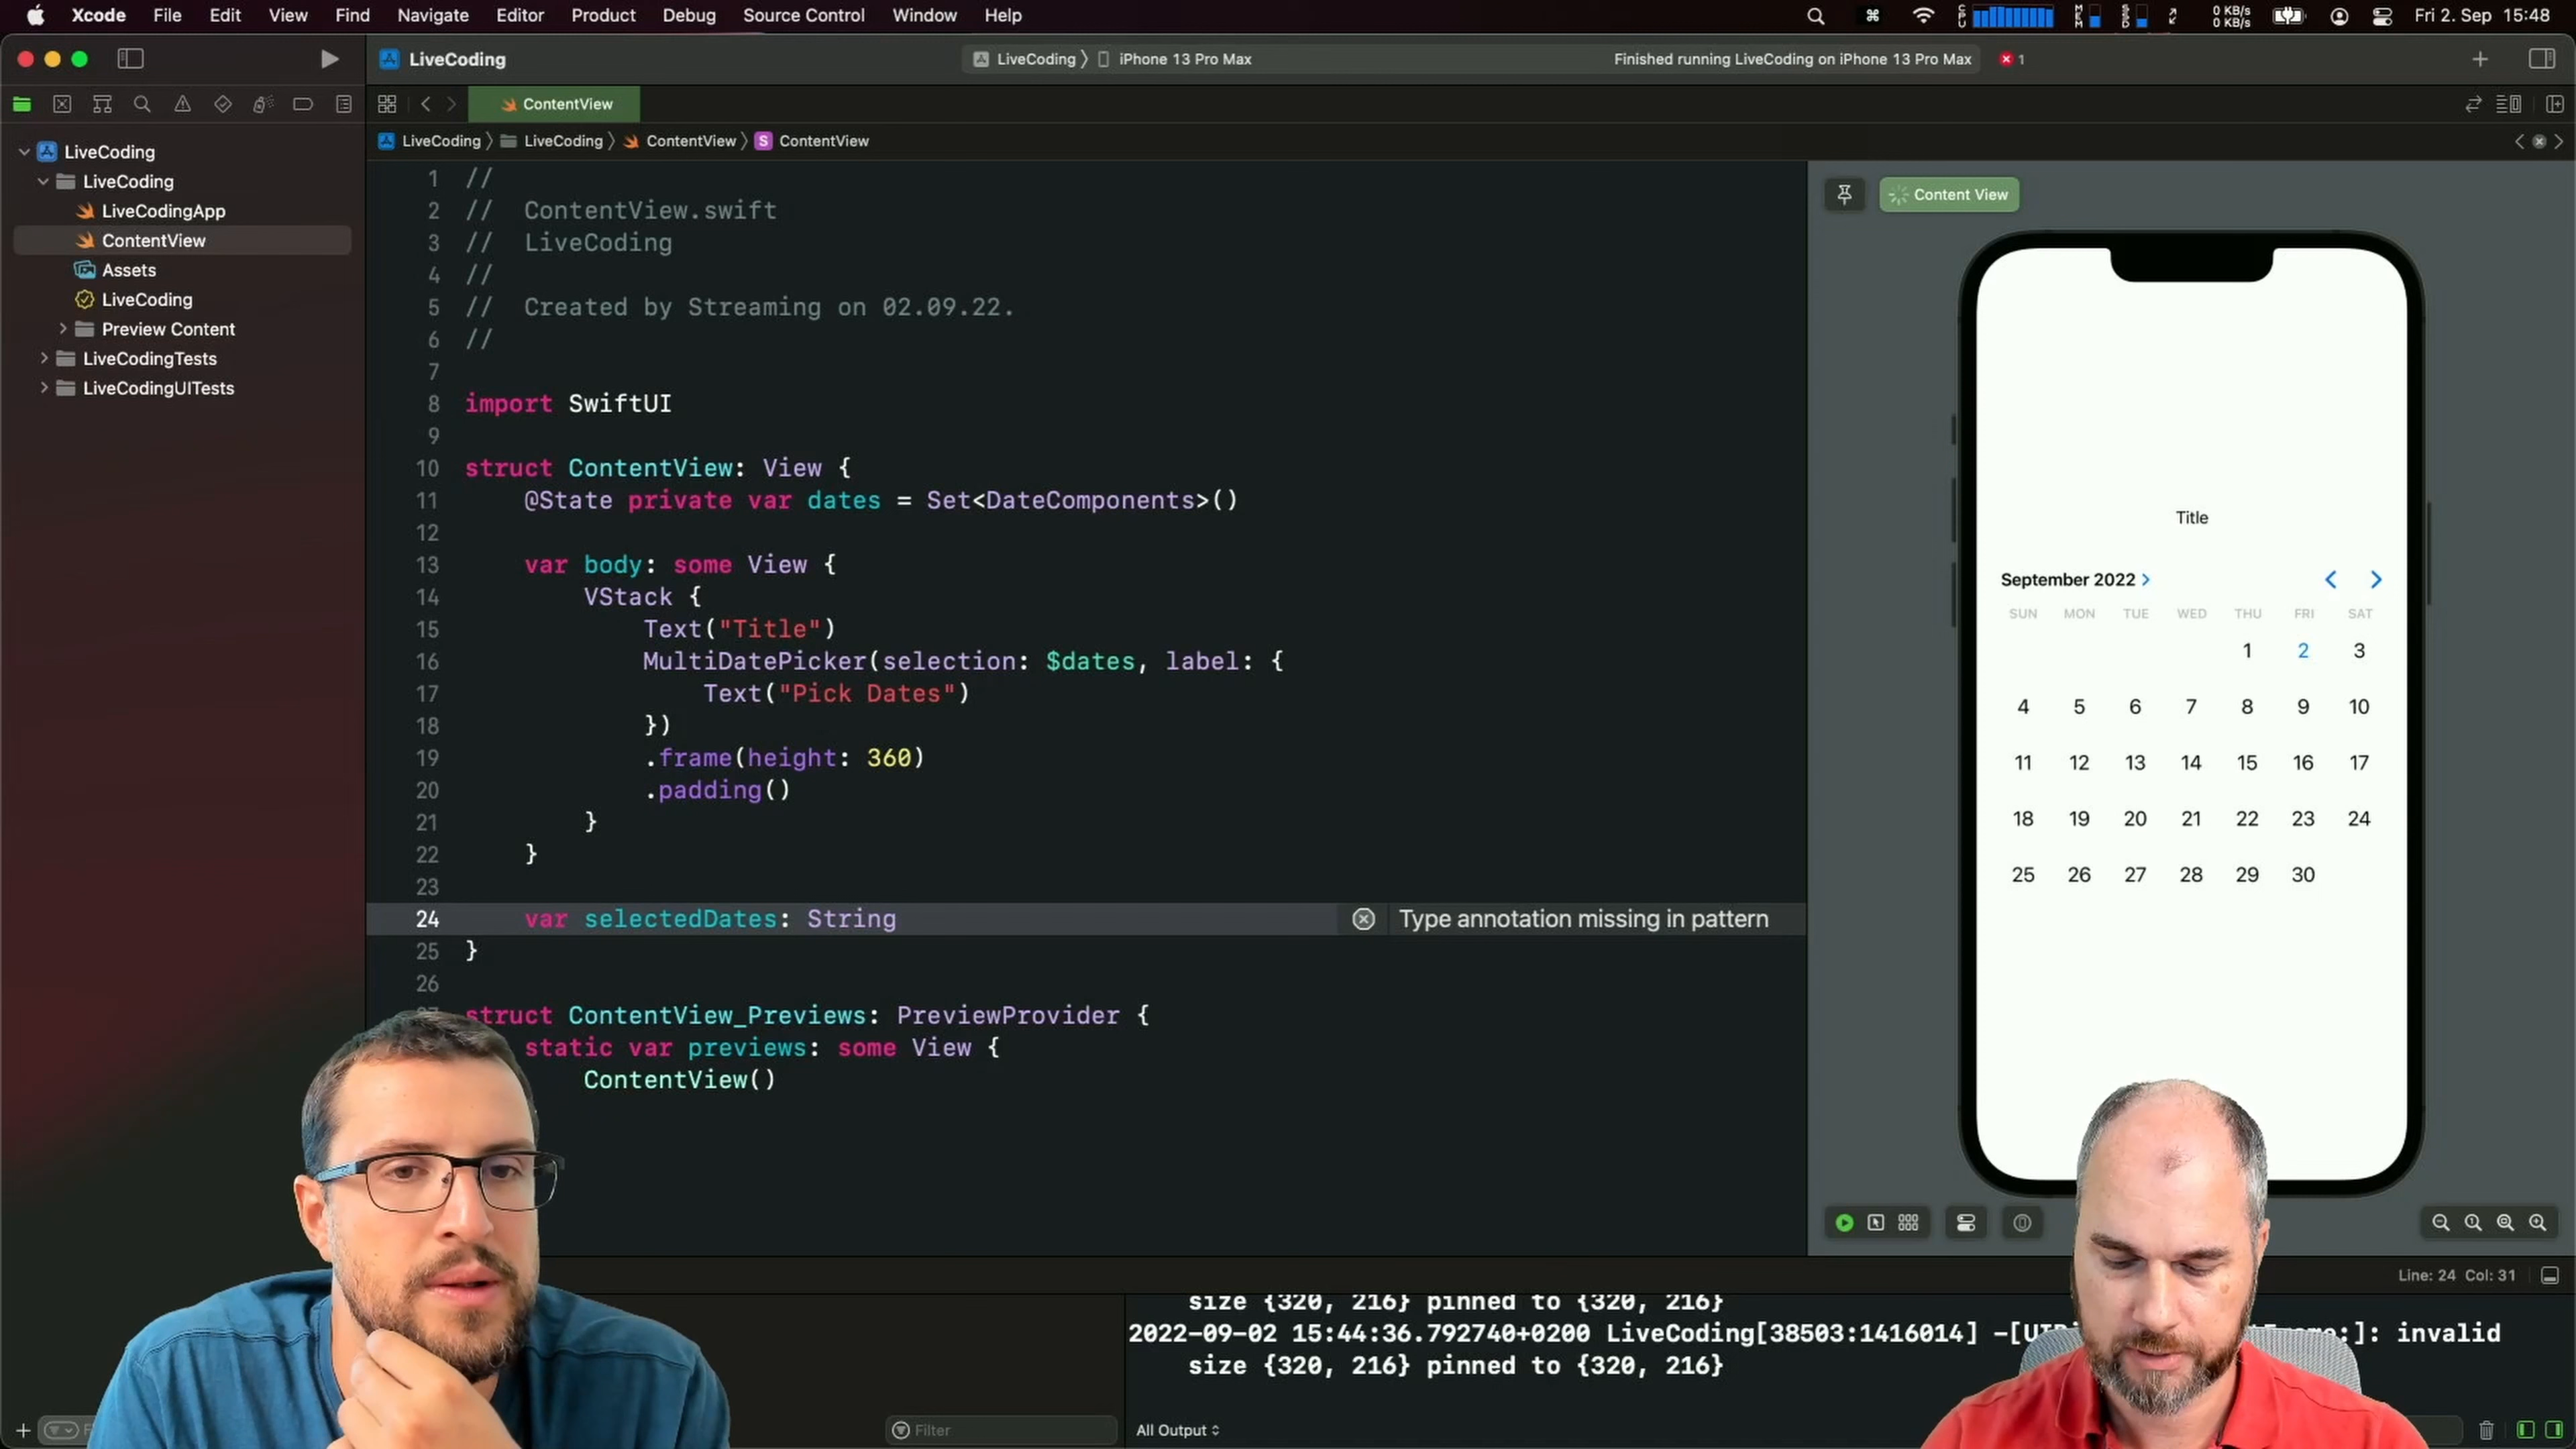 Xcode File Edit View Find Navigate Editor Product Debug Source Control Window Help
CPU MEM SSD 0 KB/s 0 KB/s Fri 2. Sep 15:48
LiveCoding LiveCoding iPhone 13 Pro Max Finished running LiveCoding on iPhone 13 Pro Max 1
ContentView
LiveCoding LiveCoding ContentView S ContentView
LiveCoding
LiveCoding
LiveCodingApp
ContentView
Assets
LiveCoding
Preview Content
LiveCodingTests
LiveCodingUITests
1 //
2 // ContentView.swift
3 // LiveCoding
4 //
5 // Created by Streaming on 02.09.22.
6 //
7
8 import SwiftUI
9
10 struct ContentView: View {
11 @State private var dates = Set<DateComponents>()
12
13 var body: some View {
14 VStack {
15 Text("Title")
16 MultiDatePicker(selection: $dates, label: {
17 Text("Pick Dates")
18 })
19 .frame(height: 360)
20 .padding()
21 }
22 }
23
24 var selectedDates: String Type annotation missing in pattern
25 }
26
struct ContentView_Previews: PreviewProvider {
static var previews: some View {
ContentView()
Content View
Title
September 2022
SUN MON TUE WED THU FRI SAT
1 2 3
4 5 6 7 8 9 10
11 12 13 14 15 16 17
18 19 20 21 22 23 24
25 26 27 28 29 30
Line: 24 Col: 31
size {320, 216} pinned to {320, 216}
2022-09-02 15:44:36.792740+0200 LiveCoding[38503:1416014] invalid
size {320, 216} pinned to {320, 216}
Filter
All Output